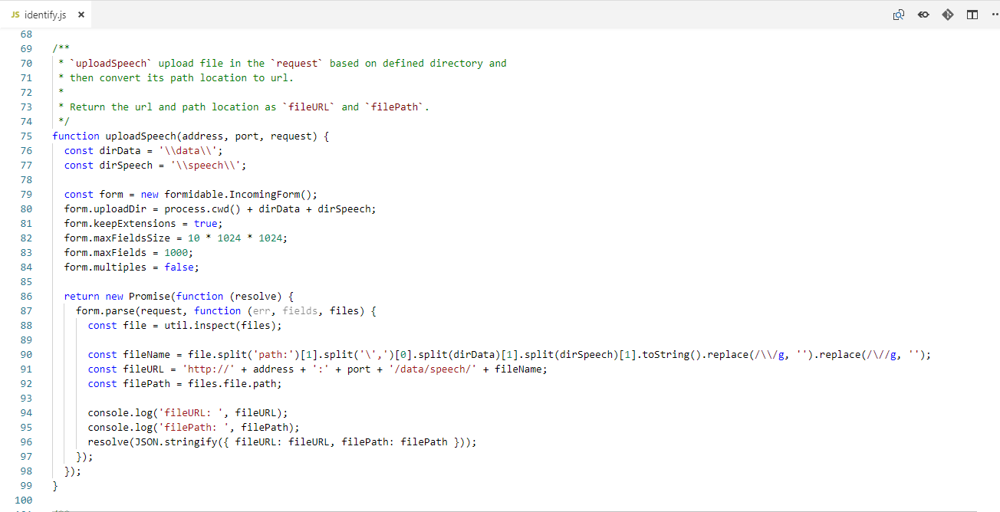 JS identify.js ×
68
69 /**
70  * `uploadSpeech` upload file in the `request` based on defined directory and
71  * then convert its path location to url.
72  *
73  * Return the url and path location as `fileURL` and `filePath`.
74  */
75 function uploadSpeech(address, port, request) {
76   const dirData = '\\data\\';
77   const dirSpeech = '\\speech\\';
78
79   const form = new formidable.IncomingForm();
80   form.uploadDir = process.cwd() + dirData + dirSpeech;
81   form.keepExtensions = true;
82   form.maxFieldsSize = 10 * 1024 * 1024;
83   form.maxFields = 1000;
84   form.multiples = false;
85
86   return new Promise(function (resolve) {
87     form.parse(request, function (err, fields, files) {
88       const file = util.inspect(files);
89
90       const fileName = file.split('path:')[1].split('\',')[0].split(dirData)[1].split(dirSpeech)[1].toString().replace(/\\/g, '').replace(/\//g, '');
91       const fileURL = 'http://' + address + ':' + port + '/data/speech/' + fileName;
92       const filePath = files.file.path;
93
94       console.log('fileURL: ', fileURL);
95       console.log('filePath: ', filePath);
96       resolve(JSON.stringify({ fileURL: fileURL, filePath: filePath }));
97     });
98   });
99 }
100